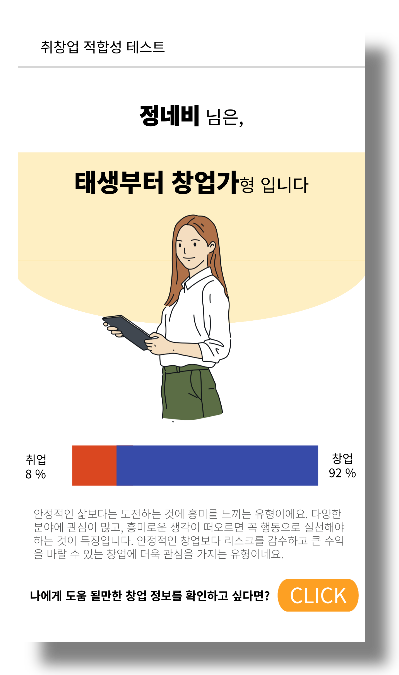 취창업 적합성 테스트
정네비 님은,
태생부터 창업가형 입니다
취업
8 %
창업
92 %
안정적인 삶보다는 도전하는 것에 흥미를 느끼는 유형이에요. 다양한
분야에 관심이 많고, 흥미로운 생각이 떠오르면 꼭 행동으로 실천해야
하는 것이 특징입니다. 안정적인 창업보다 리스크를 감수하고 큰 수익
을 바랄 수 있는 창업에 더욱 관심을 가지는 유형이네요.
나에게 도움 될만한 창업 정보를 확인하고 싶다면?
CLICK